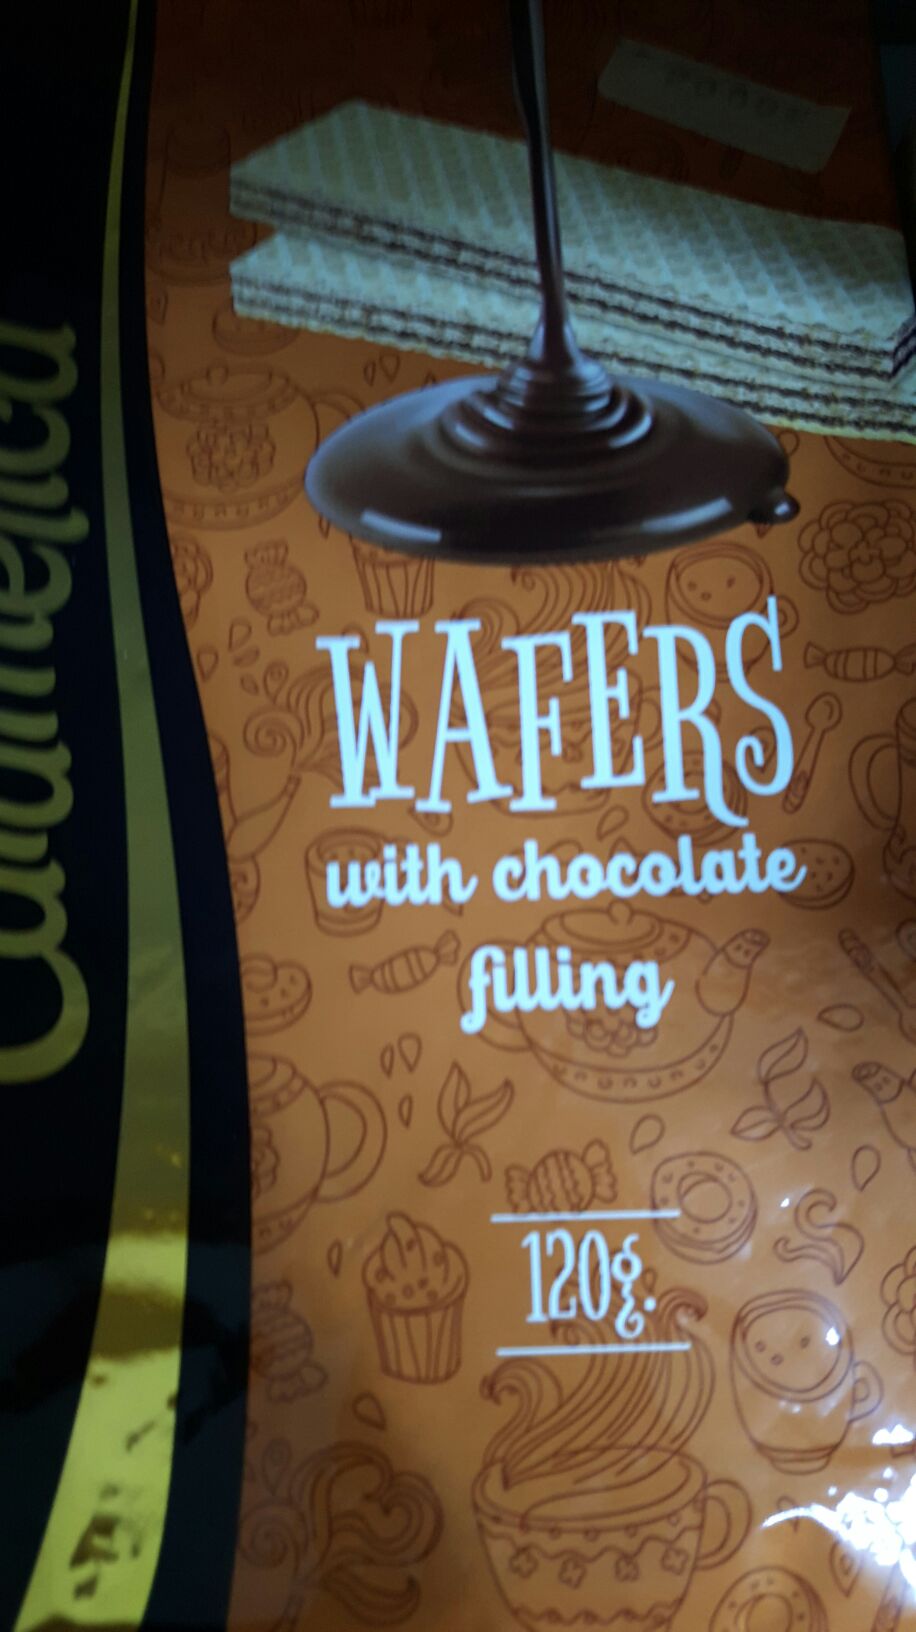 WAFERS
with chocolate
filling
120g.